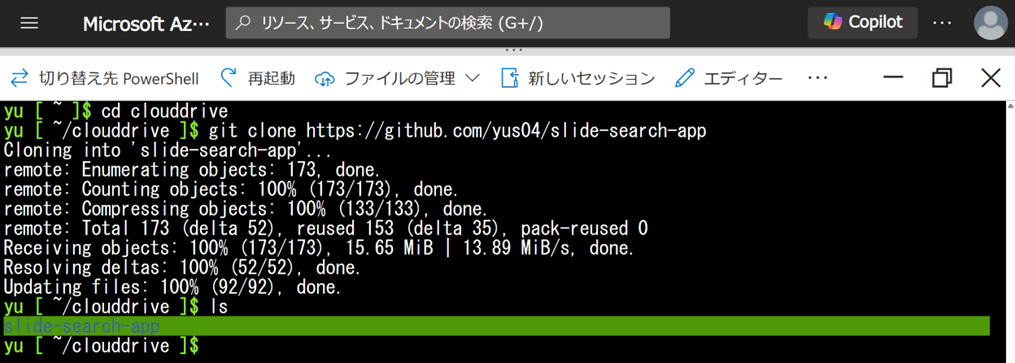 Microsoft Az… リソース、サービス、ドキュメントの検索 (G+/) Copilot …
切り替え先 PowerShell 再起動 ファイルの管理 新しいセッション エディター …
yu [ ~ ]$ cd clouddrive
yu [ ~/clouddrive ]$ git clone https://github.com/yus04/slide-search-app
Cloning into 'slide-search-app'...
remote: Enumerating objects: 173, done.
remote: Counting objects: 100% (173/173), done.
remote: Compressing objects: 100% (133/133), done.
remote: Total 173 (delta 52), reused 153 (delta 35), pack-reused 0
Receiving objects: 100% (173/173), 15.65 MiB | 13.89 MiB/s, done.
Resolving deltas: 100% (52/52), done.
Updating files: 100% (92/92), done.
yu [ ~/clouddrive ]$ ls
slide-search-app
yu [ ~/clouddrive ]$